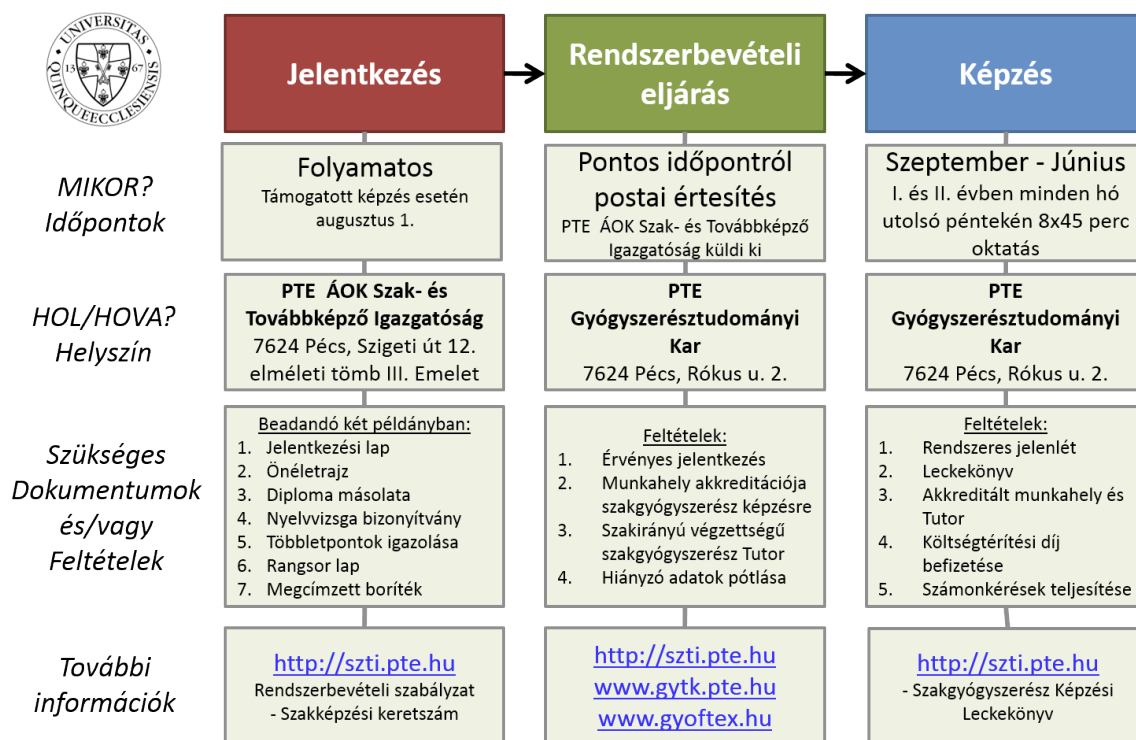 UNIVERSITAS
QUINQUEECCLESIENSIS
13 67
Jelentkezés
Rendszerbevételi
eljárás
Képzés
MIKOR?
Időpontok
Folyamatos
Támogatott képzés esetén
augusztus 1.
Pontos időpontról
postai értesítés
PTE ÁOK Szak- és Továbbképző
Igazgatóság küldi ki
Szeptember - Június
I. és II. évben minden hó
utolsó péntekén 8x45 perc
oktatás
HOL/HOVA?
Helyszín
PTE ÁOK Szak- és
Továbbképző Igazgatóság
7624 Pécs, Szigeti út 12.
elméleti tömb III. Emelet
PTE
Gyógyszerésztudományi
Kar
7624 Pécs, Rókus u. 2.
PTE
Gyógyszerésztudományi
Kar
7624 Pécs, Rókus u. 2.
Szükséges
Dokumentumok
és/vagy
Feltételek
Beadandó két példányban:
1. Jelentkezési lap
2. Önéletrajz
3. Diploma másolata
4. Nyelvvizsga bizonyítvány
5. Többletpontok igazolása
6. Rangsor lap
7. Megcímzett boríték
Feltételek:
1. Érvényes jelentkezés
2. Munkahely akkreditációja
szakgyógyszerész képzésre
3. Szakirányú végzettségű
szakgyógyszerész Tutor
4. Hiányzó adatok pótlása
Feltételek:
1. Rendszeres jelenlét
2. Leckekönyv
3. Akkreditált munkahely és
Tutor
4. Költségtérítési díj
befizetése
5. Számonkérések teljesítése
További
információk
http://szti.pte.hu
Rendszerbevételi szabályzat
- Szakképzési keretszám
http://szti.pte.hu
www.gytk.pte.hu
www.gyoftex.hu
http://szti.pte.hu
- Szakgyógyszerész Képzési
Leckekönyv